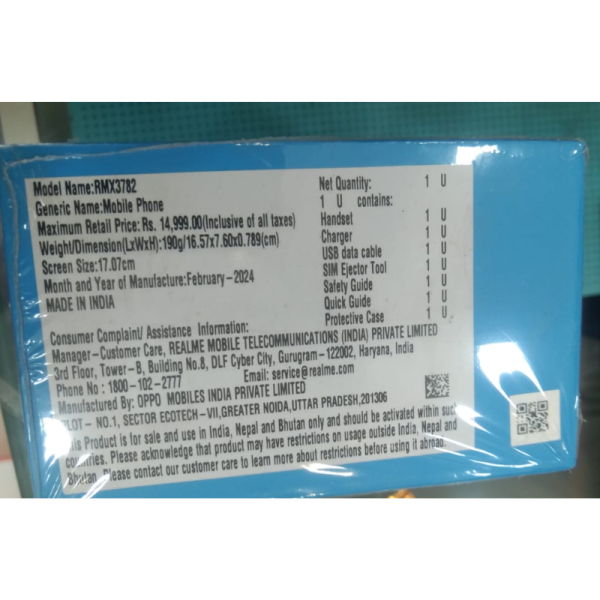 Model Name:RMX3782
Generic Name:Mobile Phone
Maximum Retail Price: Rs. 14,999.00(Inclusive of all taxes)
Weight/Dimension(LxWxH):190g/16.57x7.60x0.789(cm)
Screen Size:17.07cm
Month and Year of Manufacture:February-2024
MADE IN INDIA
Net Quantity: 1 U
1 U contains:
Handset 1 U
Charger 1 U
USB data cable 1 U
SIM Ejector Tool 1 U
Safety Guide 1 U
Quick Guide 1 U
Protective Case 1 U
Consumer Complaint/ Assistance Information:
Manager-Customer Care, REALME MOBILE TELECOMMUNICATIONS (INDIA) PRIVATE LIMITED
3rd Floor, Tower-B, Building No.8, DLF Cyber City, Gurugram-122002, Haryana, India
Phone No : 1800-102-2777 Email: service@realme.com
Manufactured By: OPPO MOBILES INDIA PRIVATE LIMITED
PLOT - NO.1, SECTOR ECOTECH-VII,GREATER NOIDA,UTTAR PRADESH,201306
This Product is for sale and use in India, Nepal and Bhutan only and should be activated within such
countries. Please acknowledge that product may have restrictions on usage outside India, Nepal and
Bhutan. Please contact our customer care to learn more about restrictions before using it abroad.